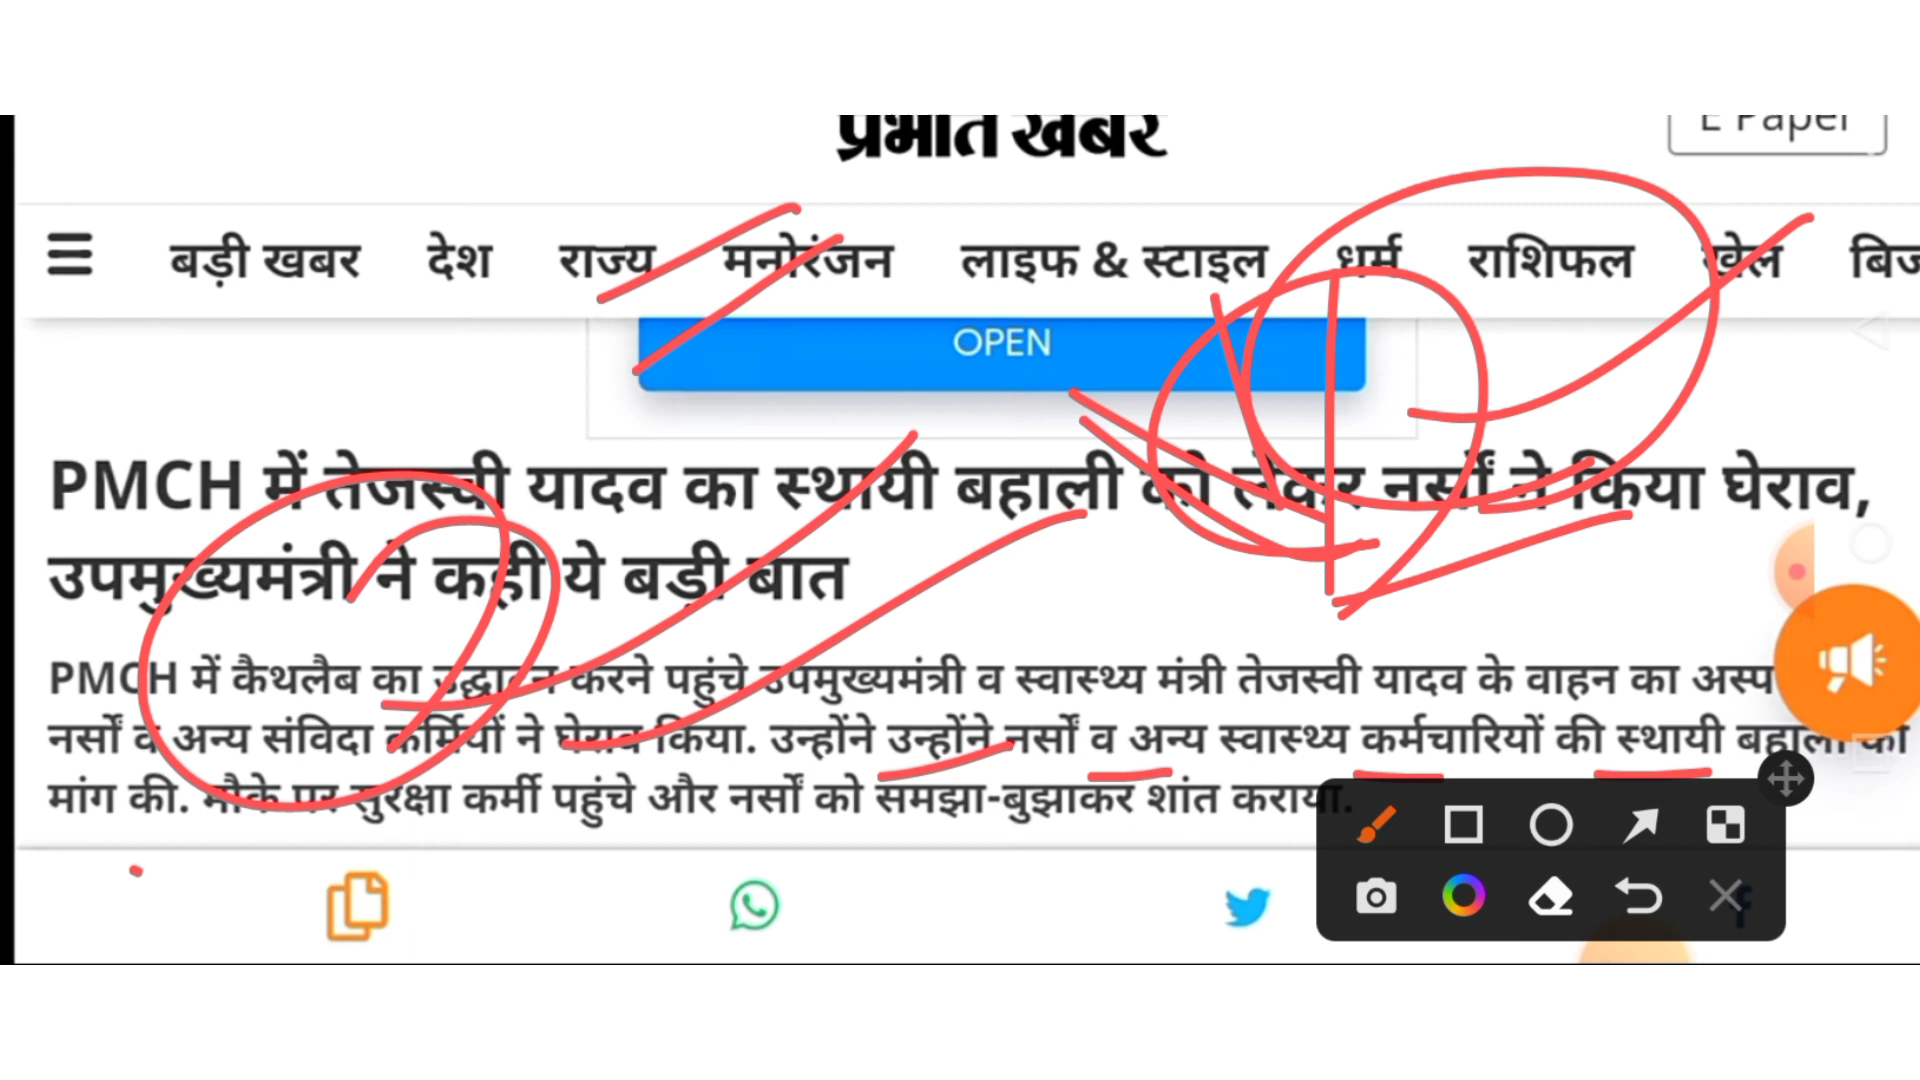 प्रभात खबर
E Paper
बड़ी खबर देश राज्य मनोरंजन लाइफ & स्टाइल धर्म राशिफल खेल
OPEN
PMCH में तेजस्वी यादव का स्थायी बहाली को लेकर नर्सों ने किया घेराव,
उपमुख्यमंत्री ने कही ये बड़ी बात
PMCH में कैथलैब का उद्घाटन करने पहुंचे उपमुख्यमंत्री व स्वास्थ्य मंत्री तेजस्वी यादव के वाहन का
नर्सों व अन्य संविदा कर्मियों ने घेराव किया. उन्होंने उन्होंने नर्सों व अन्य स्वास्थ्य कर्मचारियों की स्थायी बहाली की
मांग की. मौके पर सुरक्षा कर्मी पहुंचे और नर्सों को समझा-बुझाकर शांत कराया.